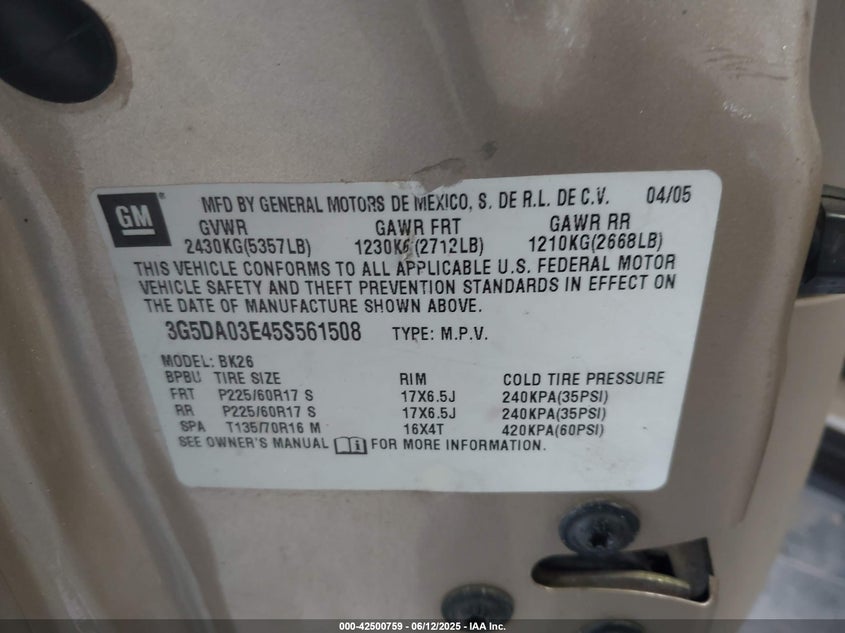 GM
MFD BY GENERAL MOTORS DE MEXICO, S. DE R.L. DE C.V. 04/05
GVWR GAWR FRT GAWR RR
2430KG(5357LB) 1230KG(2712LB) 1210KG(2668LB)
THIS VEHICLE CONFORMS TO ALL APPLICABLE U.S. FEDERAL MOTOR
VEHICLE SAFETY AND THEFT PREVENTION STANDARDS IN EFFECT ON
THE DATE OF MANUFACTURE SHOWN ABOVE.
3G5DA03E45S561508 TYPE: M.P.V.
MODEL: BK26
BPBU TIRE SIZE RIM COLD TIRE PRESSURE
FRT P225/60R17 S 17X6.5J 240KPA(35PSI)
RR P225/60R17 S 17X6.5J 240KPA(35PSI)
SPA T135/70R16 M 16X4T 420KPA(60PSI)
SEE OWNER'S MANUAL i FOR MORE INFORMATION.
000-42500759 - 06/12/2025 - IAA Inc.